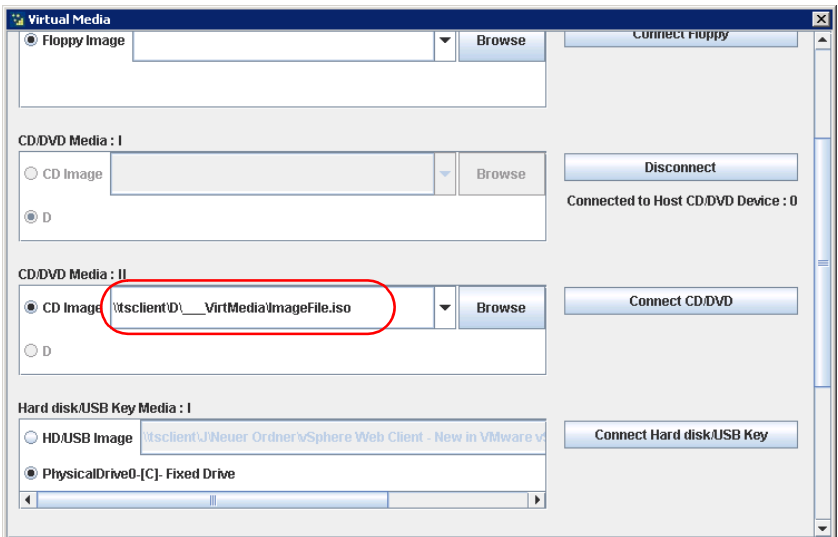 Virtual Media
Floppy Image Browse Connect Floppy
CD/DVD Media : I
CD Image Browse Disconnect
Connected to Host CD/DVD Device : 0
D
CD/DVD Media : II
CD Image \\tsclient\D\___VirtMedia\ImageFile.iso Browse Connect CD/DVD
D
Hard disk/USB Key Media : I
HD/USB Image \\tsclient\J\Neuer Ordner\vSphere Web Client - New in VMware vS Connect Hard disk/USB Key
PhysicalDrive0-[C]- Fixed Drive